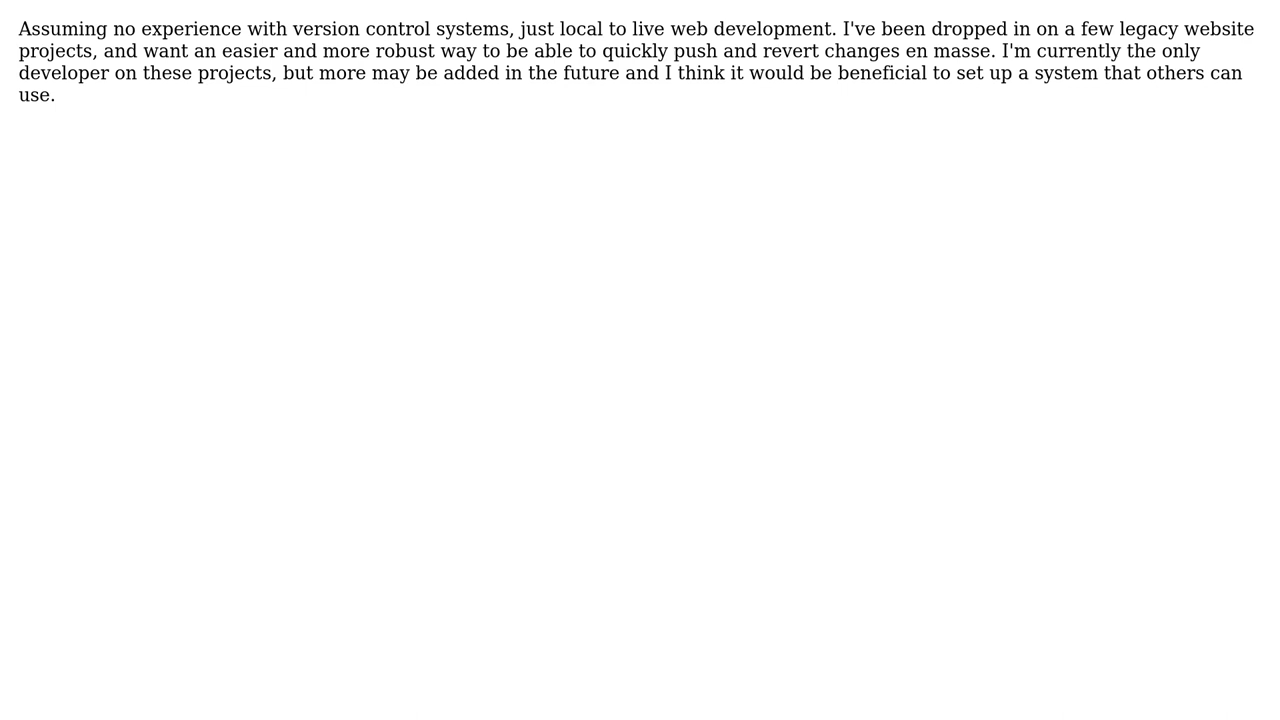 Assuming no experience with version control systems, just local to live web development. I've been dropped in on a few legacy website
projects, and want an easier and more robust way to be able to quickly push and revert changes en masse. I'm currently the only
developer on these projects, but more may be added in the future and I think it would be beneficial to set up a system that others can
use.